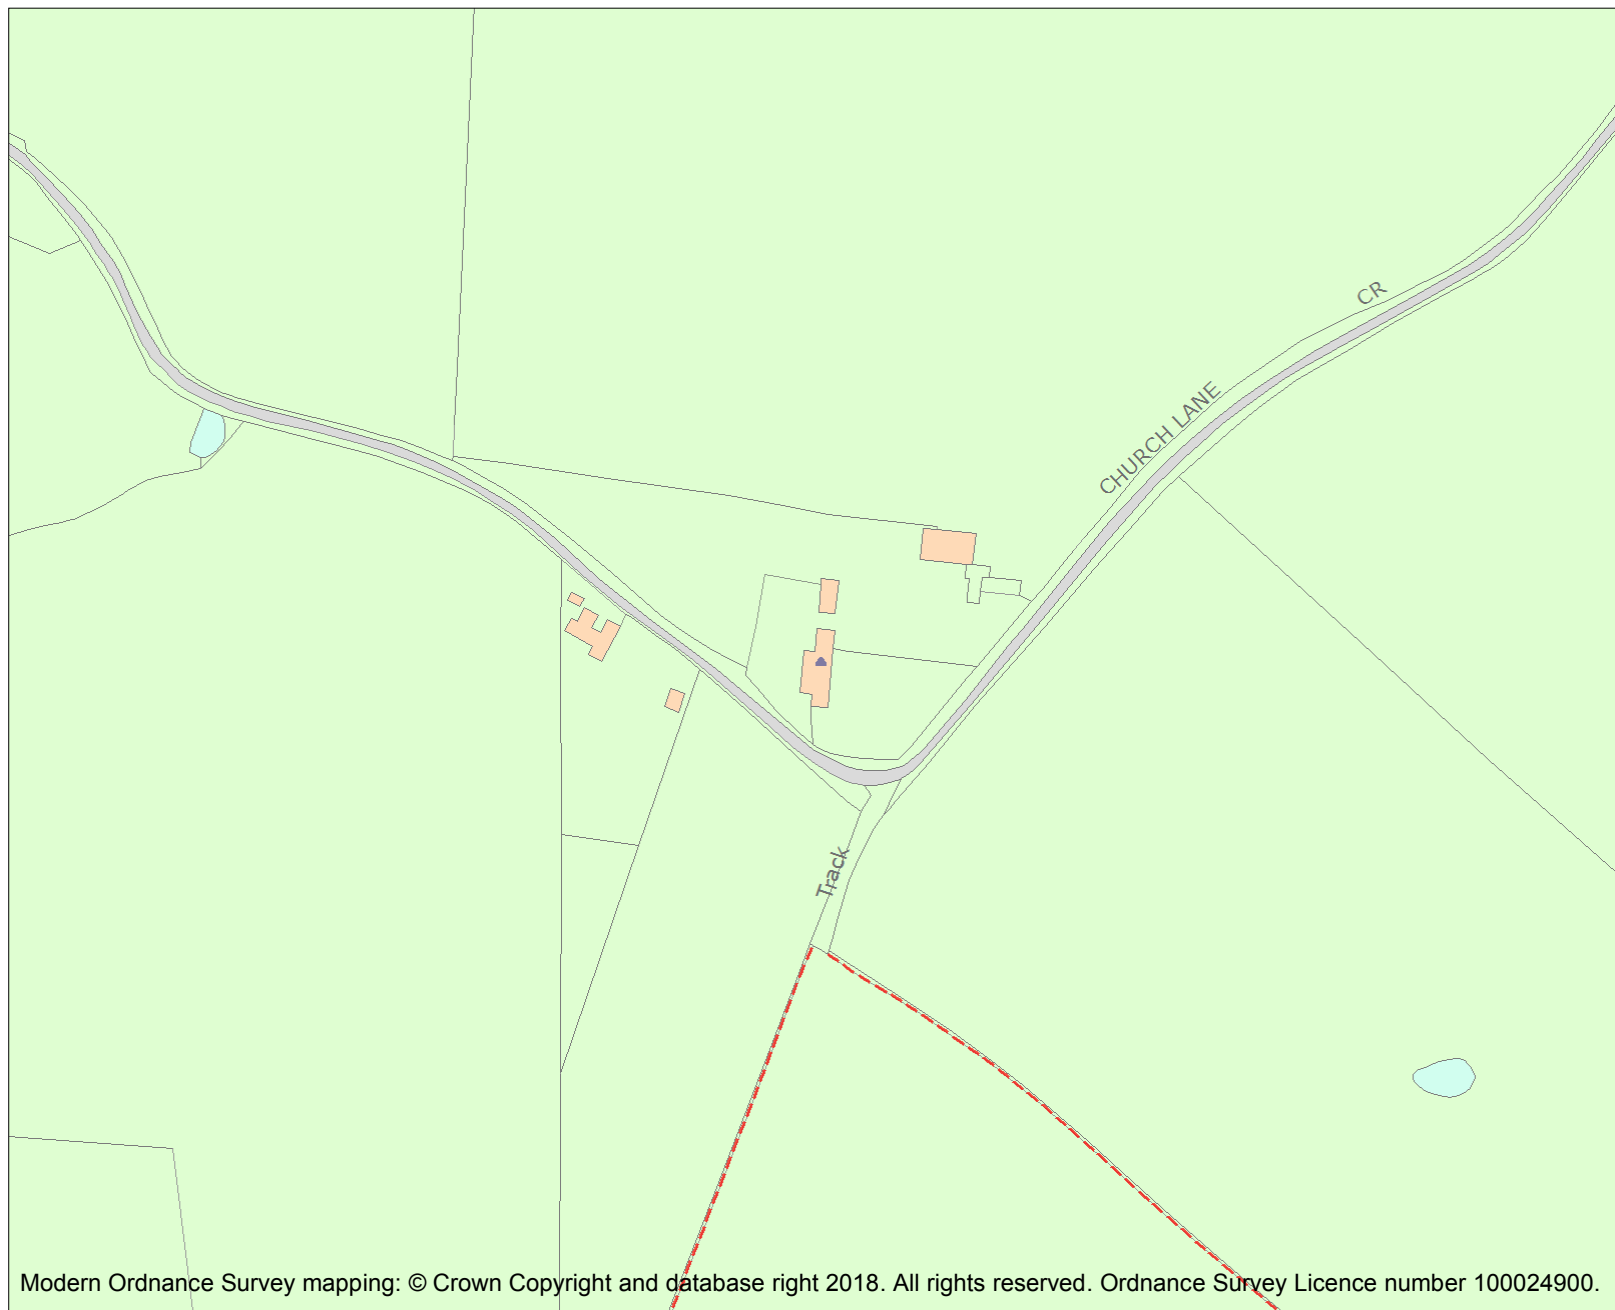 CR
CHURCH LANE
Track
Modern Ordnance Survey mapping: © Crown Copyright and database right 2018. All rights reserved. Ordnance Survey Licence number 100024900.